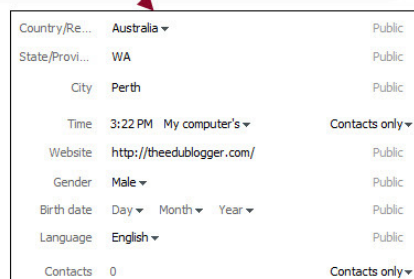 Country/Re... Australia Public
State/Provi... WA Public
City Perth Public
Time 3:22 PM My computer's Contacts only
Website http://theedublogger.com/ Public
Gender Male Public
Birth date Day Month Year Public
Language English Public
Contacts 0 Contacts only